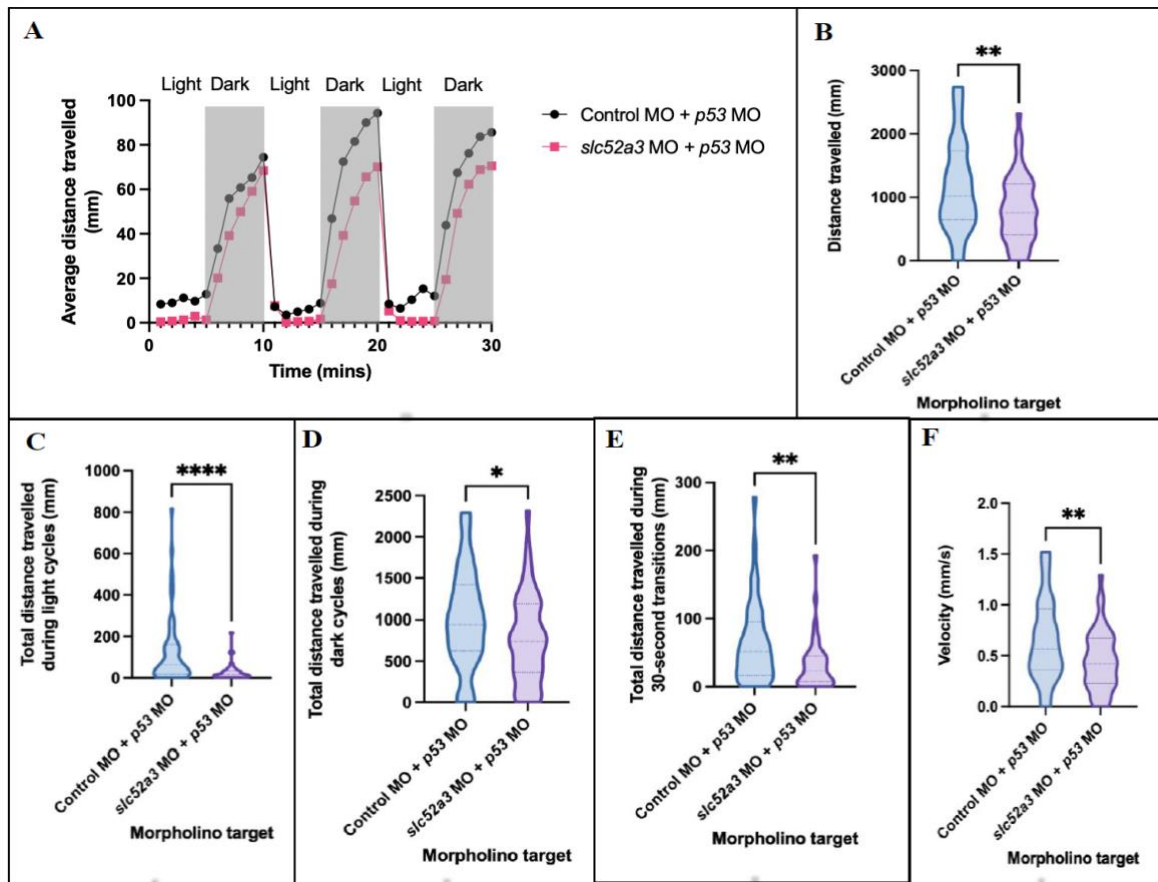 A
Light Dark Light Dark Light Dark
100
80
60
40
20
0
0 10 20 30
Average distance travelled
(mm)
Time (mins)
Control MO + p53 MO
slc52a3 MO + p53 MO
B
**
3000
2000
1000
0
Distance travelled (mm)
Control MO + p53 MO
slc52a3 MO + p53 MO
Morpholino target
C
****
1000
800
600
400
200
0
Total distance travelled
during light cycles (mm)
Control MO + p53 MO
slc52a3 MO + p53 MO
Morpholino target
D
*
2500
2000
1500
1000
500
0
Total distance travelled during
dark cycles (mm)
Control MO + p53 MO
slc52a3 MO + p53 MO
Morpholino target
E
**
300
200
100
0
Total distance travelled during
30-second transitions (mm)
Control MO + p53 MO
slc52a3 MO + p53 MO
Morpholino target
F
**
2.0
1.5
1.0
0.5
0.0
Velocity (mm/s)
Control MO + p53 MO
slc52a3 MO + p53 MO
Morpholino target